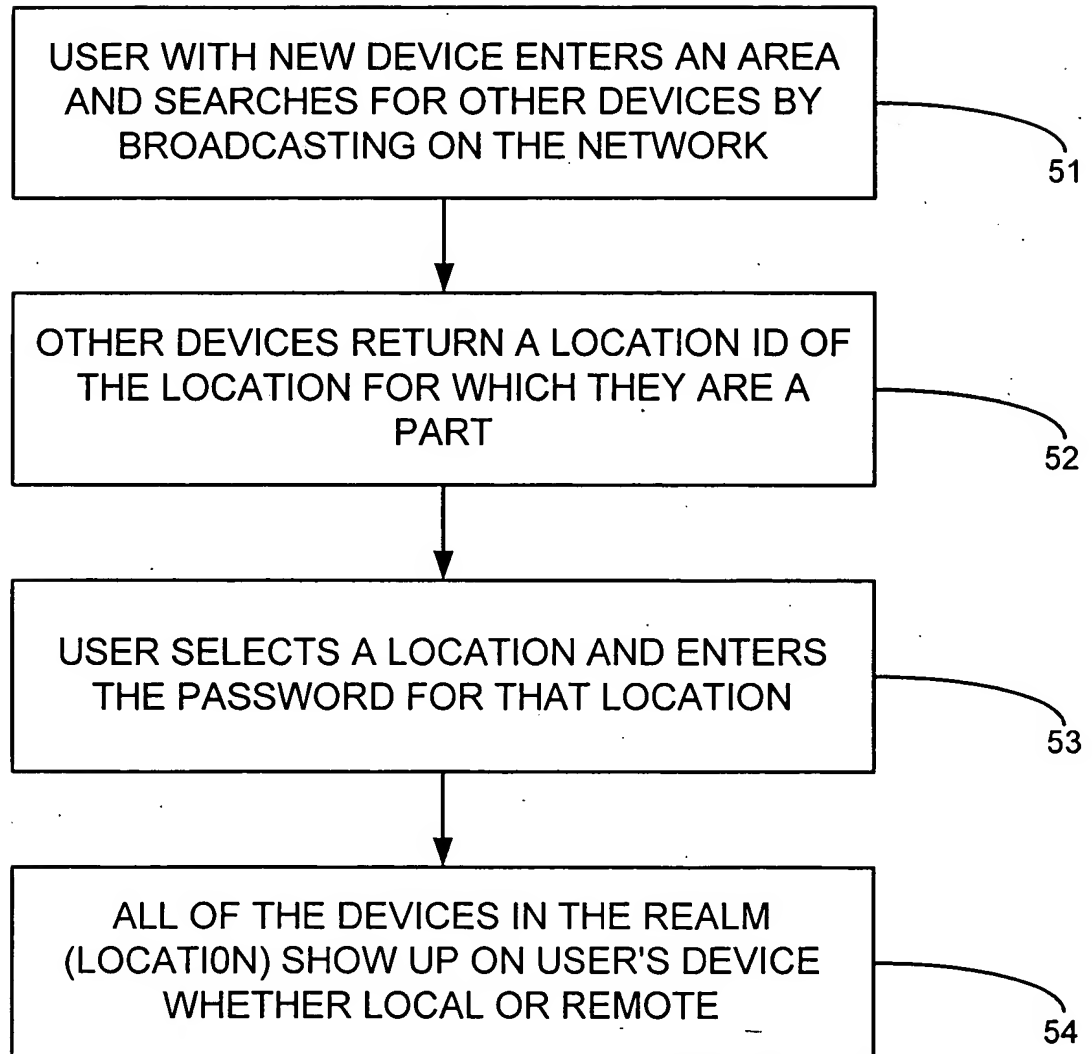 USER WITH NEW DEVICE ENTERS AN AREA
AND SEARCHES FOR OTHER DEVICES BY
BROADCASTING ON THE NETWORK
51
OTHER DEVICES RETURN A LOCATION ID OF
THE LOCATION FOR WHICH THEY ARE A
PART
52
USER SELECTS A LOCATION AND ENTERS
THE PASSWORD FOR THAT LOCATION
53
ALL OF THE DEVICES IN THE REALM
(LOCATION) SHOW UP ON USER'S DEVICE
WHETHER LOCAL OR REMOTE
54